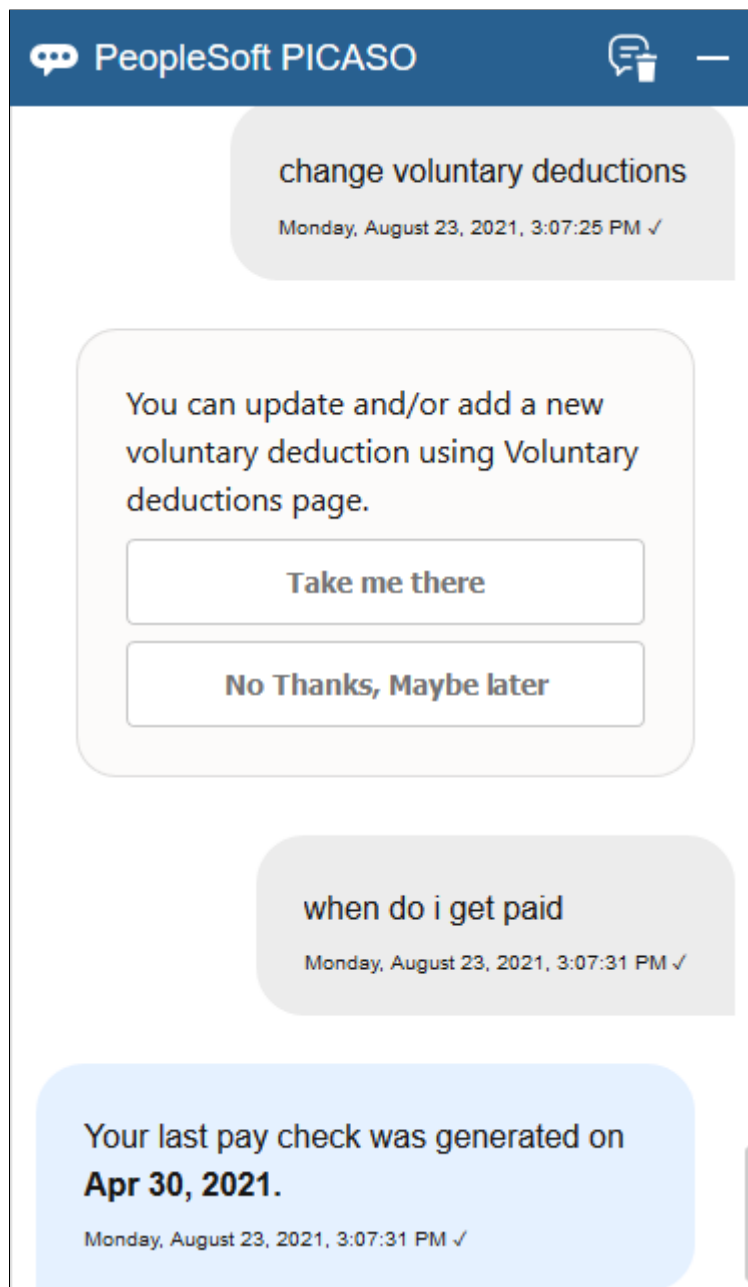 PeopleSoft PICASO
change voluntary deductions
Monday, August 23, 2021, 3:07:25 PM ✓
You can update and/or add a new
voluntary deduction using Voluntary
deductions page.
Take me there
No Thanks, Maybe later
when do i get paid
Monday, August 23, 2021, 3:07:31 PM ✓
Your last pay check was generated on
Apr 30, 2021.
Monday, August 23, 2021, 3:07:31 PM ✓